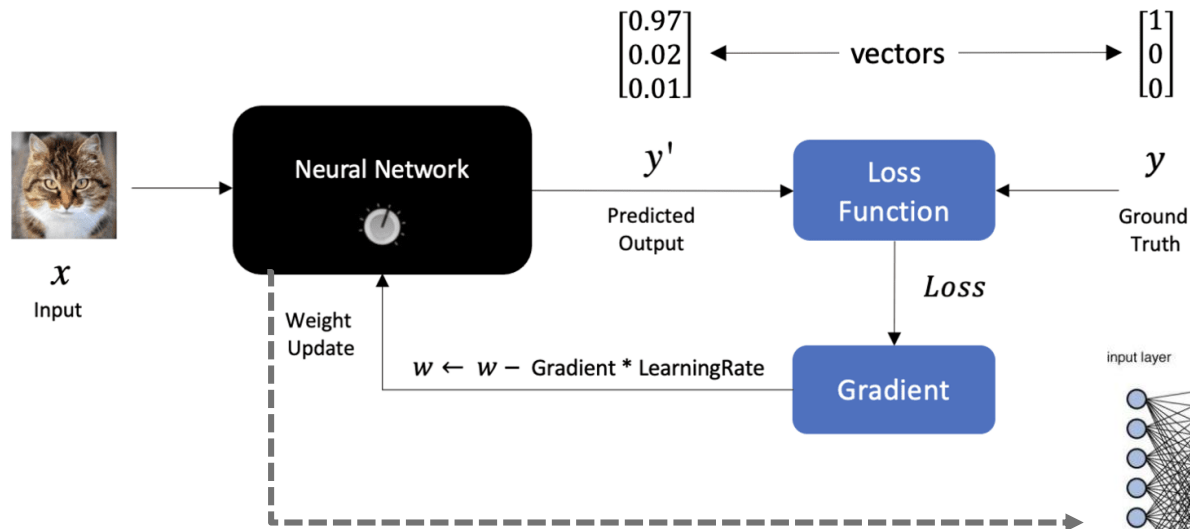 [0.97
0.02
0.01]
vectors
[1
0
0]
Neural Network
y'
Predicted
Output
Loss
Function
y
Ground
Truth
x
Input
Loss
Weight
Update
w ← w − Gradient * LearningRate
Gradient
input layer